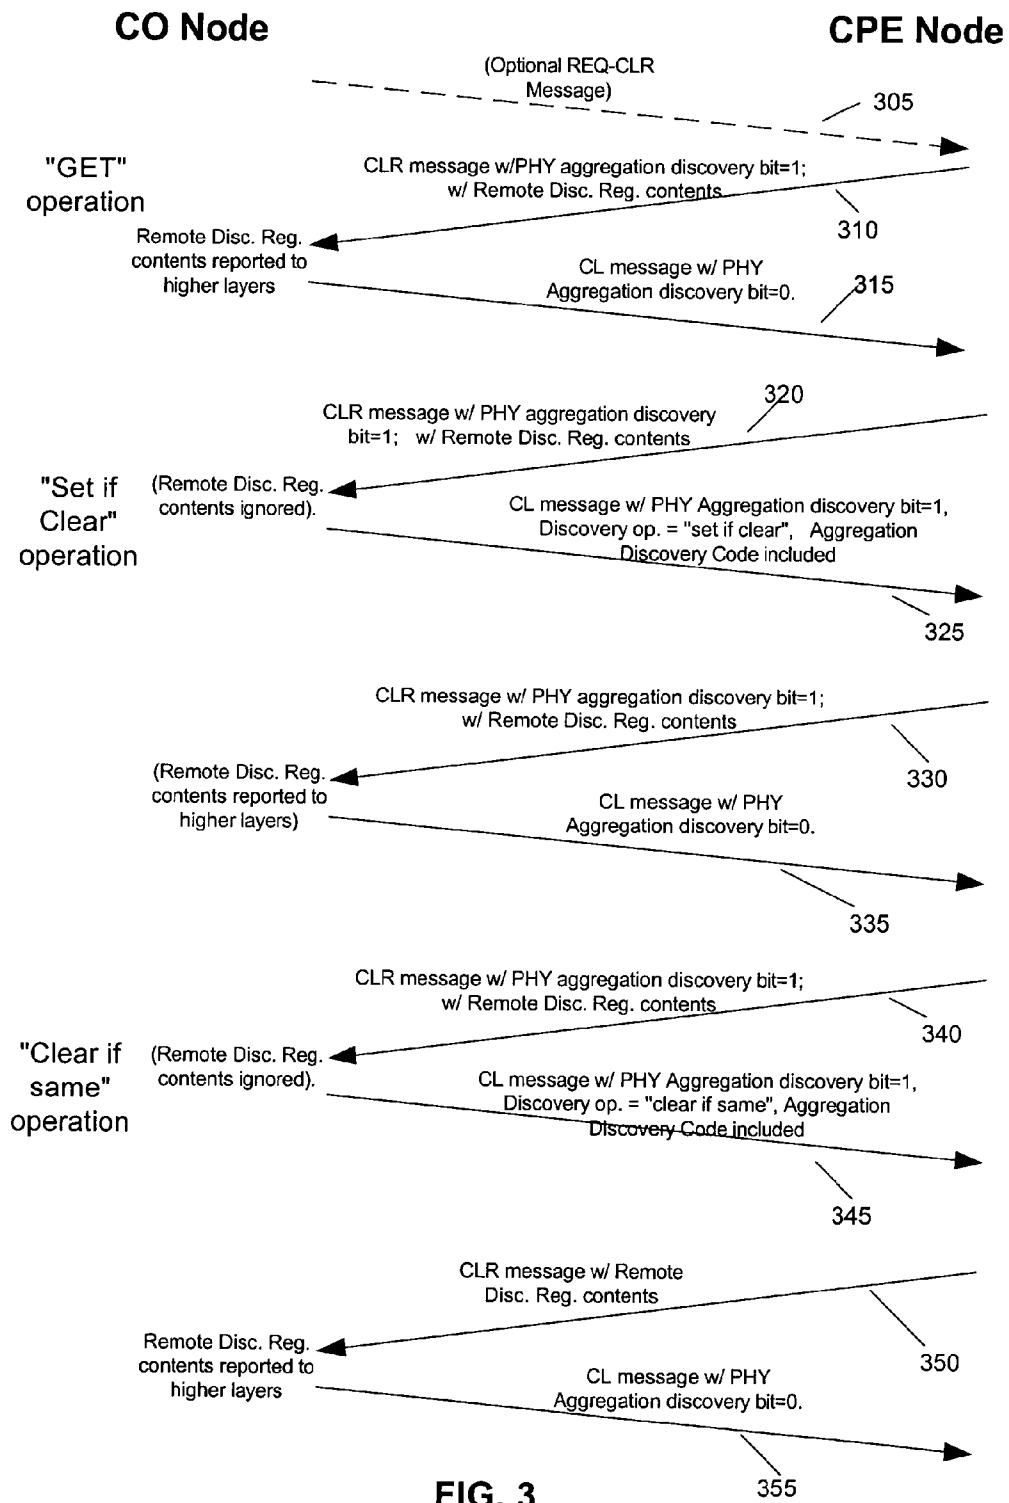 CO Node
CPE Node
(Optional REQ-CLR
Message)
305
"GET"
operation
CLR message w/PHY aggregation discovery bit=1;
w/ Remote Disc. Reg. contents
310
Remote Disc. Reg.
contents reported to
higher layers
CL message w/ PHY
Aggregation discovery bit=0.
315
320
CLR message w/ PHY aggregation discovery
bit=1;   w/ Remote Disc. Reg. contents
"Set if
Clear"
operation
(Remote Disc. Reg.
contents ignored).
CL message w/ PHY Aggregation discovery bit=1,
Discovery op. = "set if clear",   Aggregation
Discovery Code included
325
CLR message w/ PHY aggregation discovery bit=1;
w/ Remote Disc. Reg. contents
330
(Remote Disc. Reg.
contents reported to
higher layers)
CL message w/ PHY
Aggregation discovery bit=0.
335
CLR message w/ PHY aggregation discovery bit=1;
w/ Remote Disc. Reg. contents
340
"Clear if
same"
operation
(Remote Disc. Reg.
contents ignored).
CL message w/ PHY Aggregation discovery bit=1,
Discovery op. = "clear if same", Aggregation
Discovery Code included
345
CLR message w/ Remote
Disc. Reg. contents
350
Remote Disc. Reg.
contents reported to
higher layers
CL message w/ PHY
Aggregation discovery bit=0.
355
FIG. 3